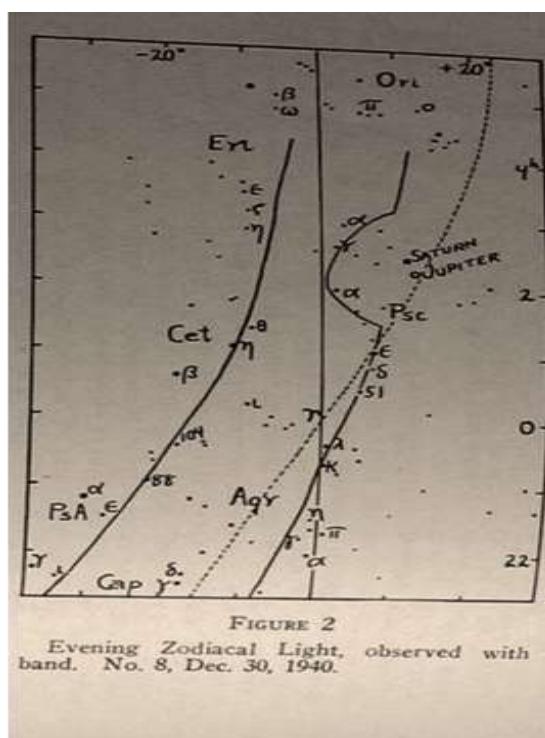 -20° +20°
Ori
β π ο
ω
Eri
4ʰ
ε
ζ α
η γ
SATURN
JUPITER
α 2
Psc
θ
Cet η
ε
β δ
51
ι
♈ 0
104 λ
κ
88
α Aqr
PsA ε
η
γ π
γ ι δ α 22
Cap γ
FIGURE 2
Evening Zodiacal Light, observed with
band. No. 8, Dec. 30, 1940.